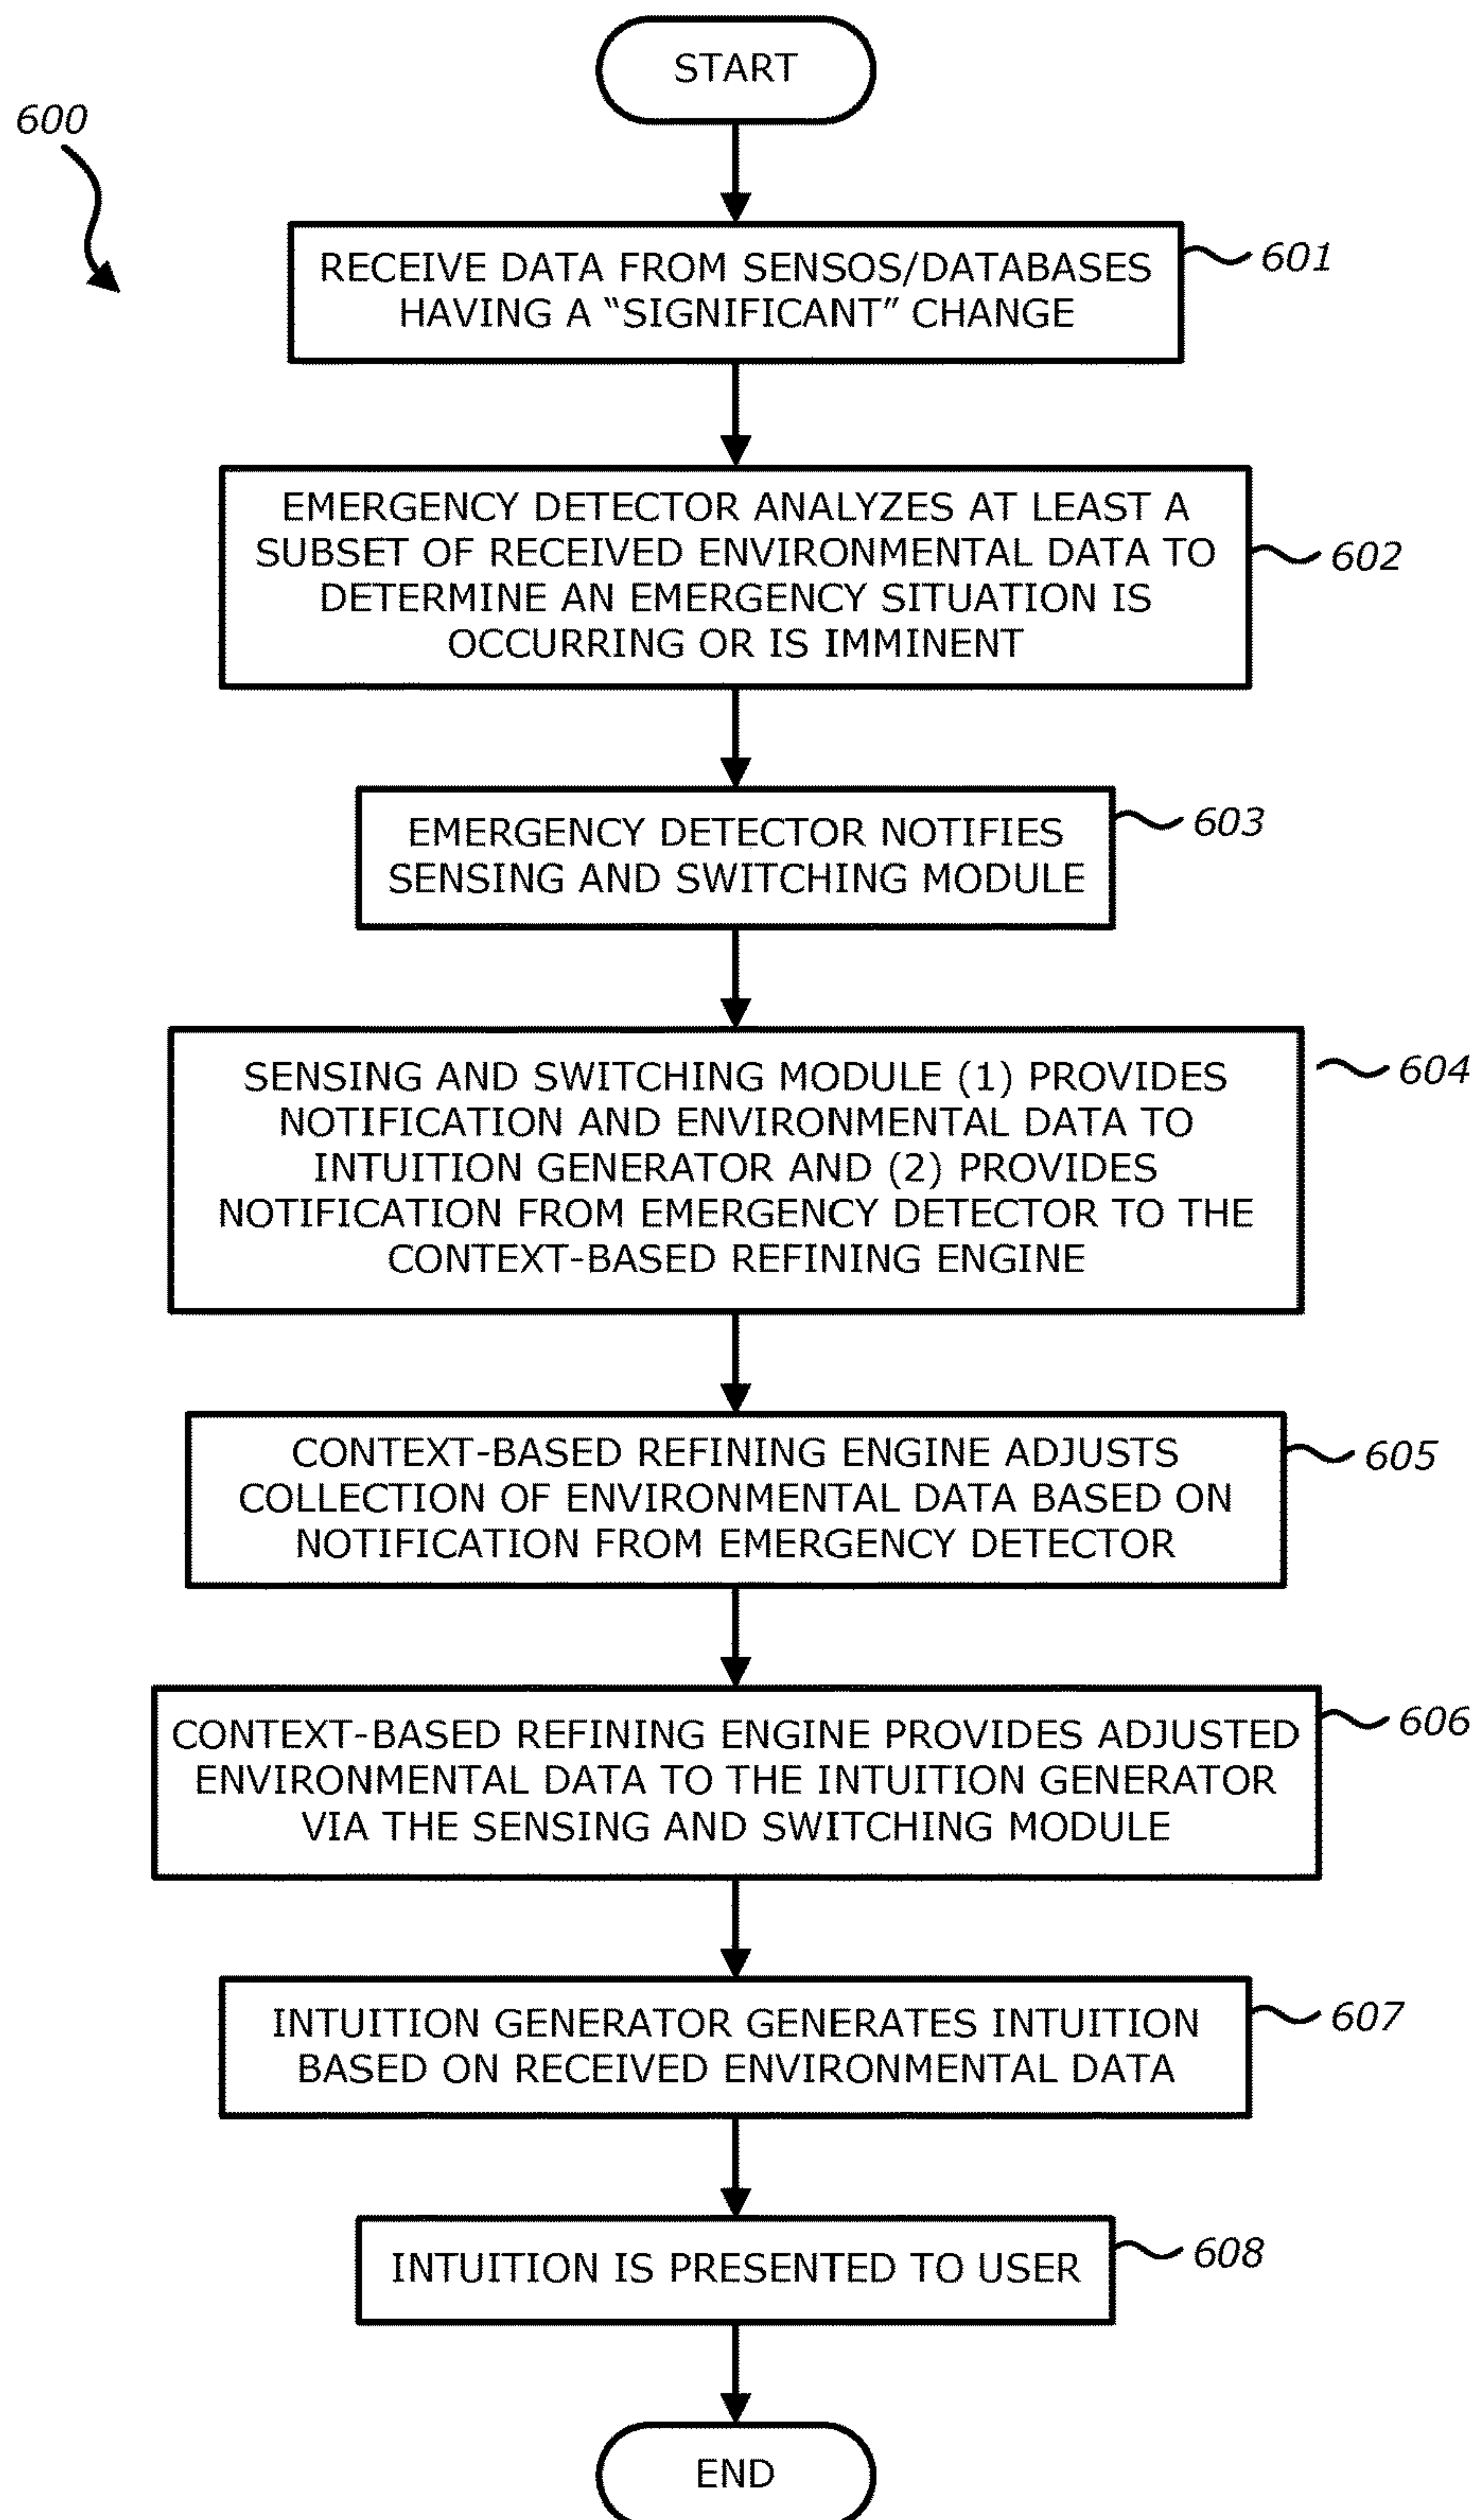 START
600
RECEIVE DATA FROM SENSOS/DATABASES
HAVING A “SIGNIFICANT” CHANGE
601
EMERGENCY DETECTOR ANALYZES AT LEAST A
SUBSET OF RECEIVED ENVIRONMENTAL DATA TO
DETERMINE AN EMERGENCY SITUATION IS
OCCURRING OR IS IMMINENT
602
EMERGENCY DETECTOR NOTIFIES
SENSING AND SWITCHING MODULE
603
SENSING AND SWITCHING MODULE (1) PROVIDES
NOTIFICATION AND ENVIRONMENTAL DATA TO
INTUITION GENERATOR AND (2) PROVIDES
NOTIFICATION FROM EMERGENCY DETECTOR TO THE
CONTEXT-BASED REFINING ENGINE
604
CONTEXT-BASED REFINING ENGINE ADJUSTS
COLLECTION OF ENVIRONMENTAL DATA BASED ON
NOTIFICATION FROM EMERGENCY DETECTOR
605
CONTEXT-BASED REFINING ENGINE PROVIDES ADJUSTED
ENVIRONMENTAL DATA TO THE INTUITION GENERATOR
VIA THE SENSING AND SWITCHING MODULE
606
INTUITION GENERATOR GENERATES INTUITION
BASED ON RECEIVED ENVIRONMENTAL DATA
607
INTUITION IS PRESENTED TO USER
608
END